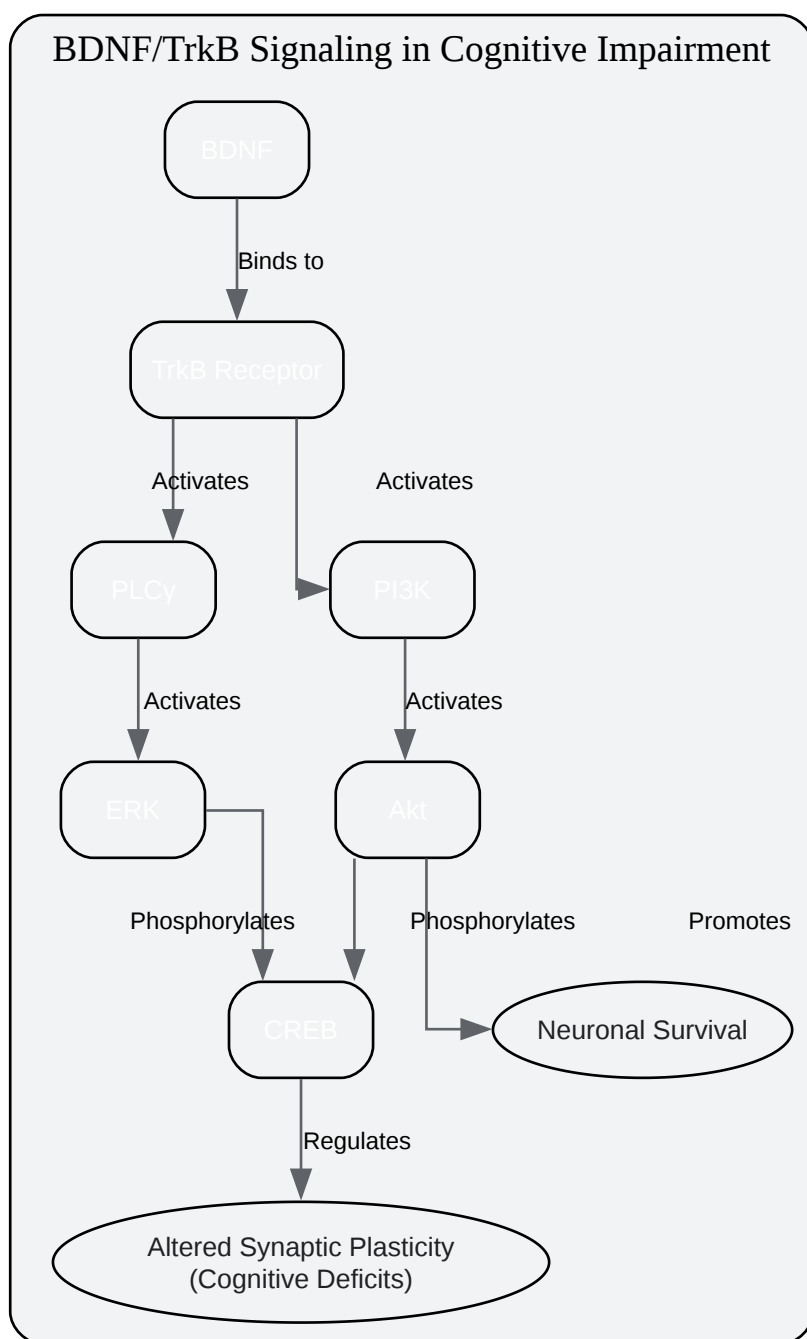 BDNF/TrkB Signaling in Cognitive Impairment
BDNF
Binds to
TrkB Receptor
Activates
Activates
PLCγ
PI3K
Activates
Activates
ERK
Akt
Phosphorylates
Phosphorylates
Promotes
CREB
Neuronal Survival
Regulates
Altered Synaptic Plasticity
(Cognitive Deficits)